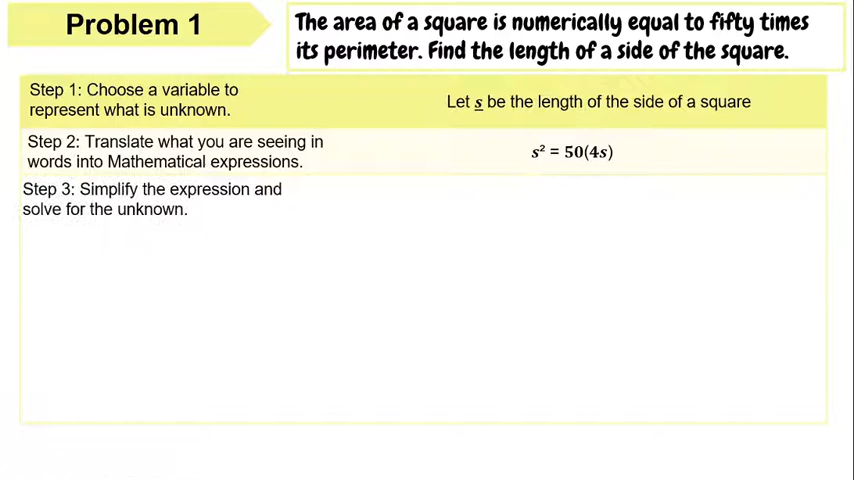 Problem 1
The area of a square is numerically equal to fifty times
its perimeter. Find the length of a side of the square.
Step 1: Choose a variable to
represent what is unknown.
Let s be the length of the side of a square
Step 2: Translate what you are seeing in
words into Mathematical expressions.
s² = 50(4s)
Step 3: Simplify the expression and
solve for the unknown.